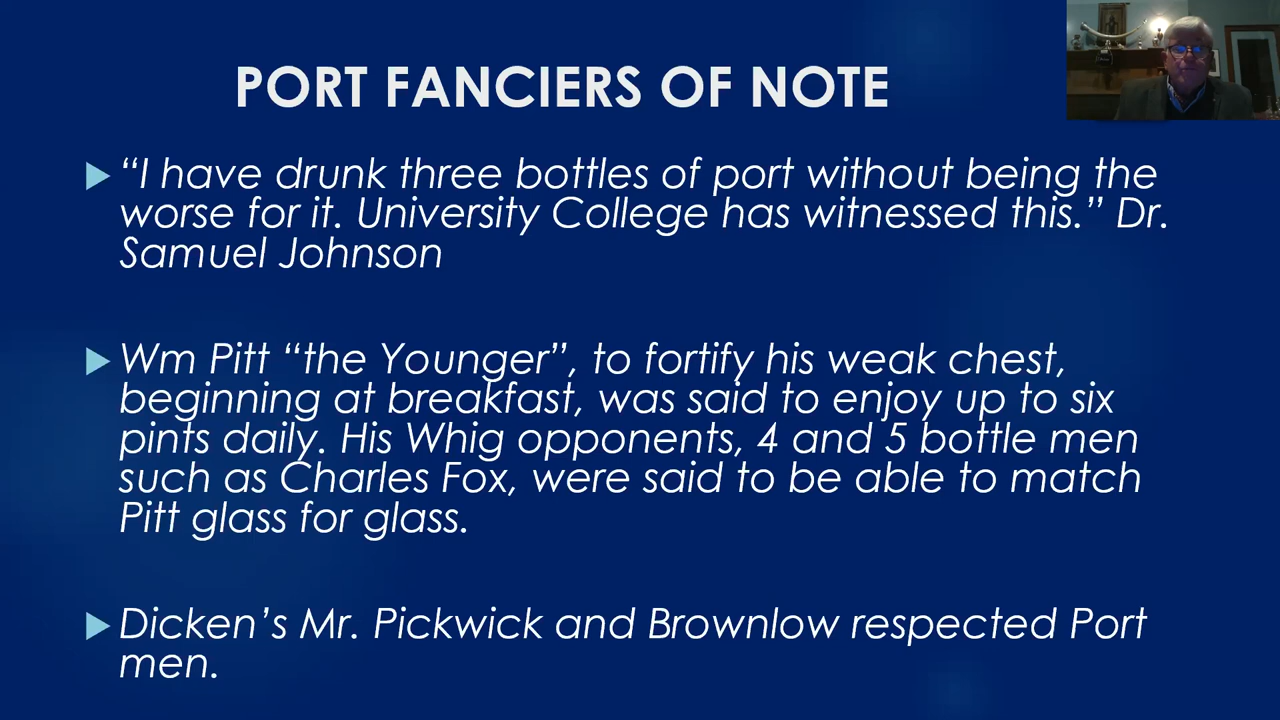 PORT FANCIERS OF NOTE
“I have drunk three bottles of port without being the
worse for it. University College has witnessed this.” Dr.
Samuel Johnson
Wm Pitt “the Younger”, to fortify his weak chest,
beginning at breakfast, was said to enjoy up to six
pints daily. His Whig opponents, 4 and 5 bottle men
such as Charles Fox, were said to be able to match
Pitt glass for glass.
Dicken’s Mr. Pickwick and Brownlow respected Port
men.